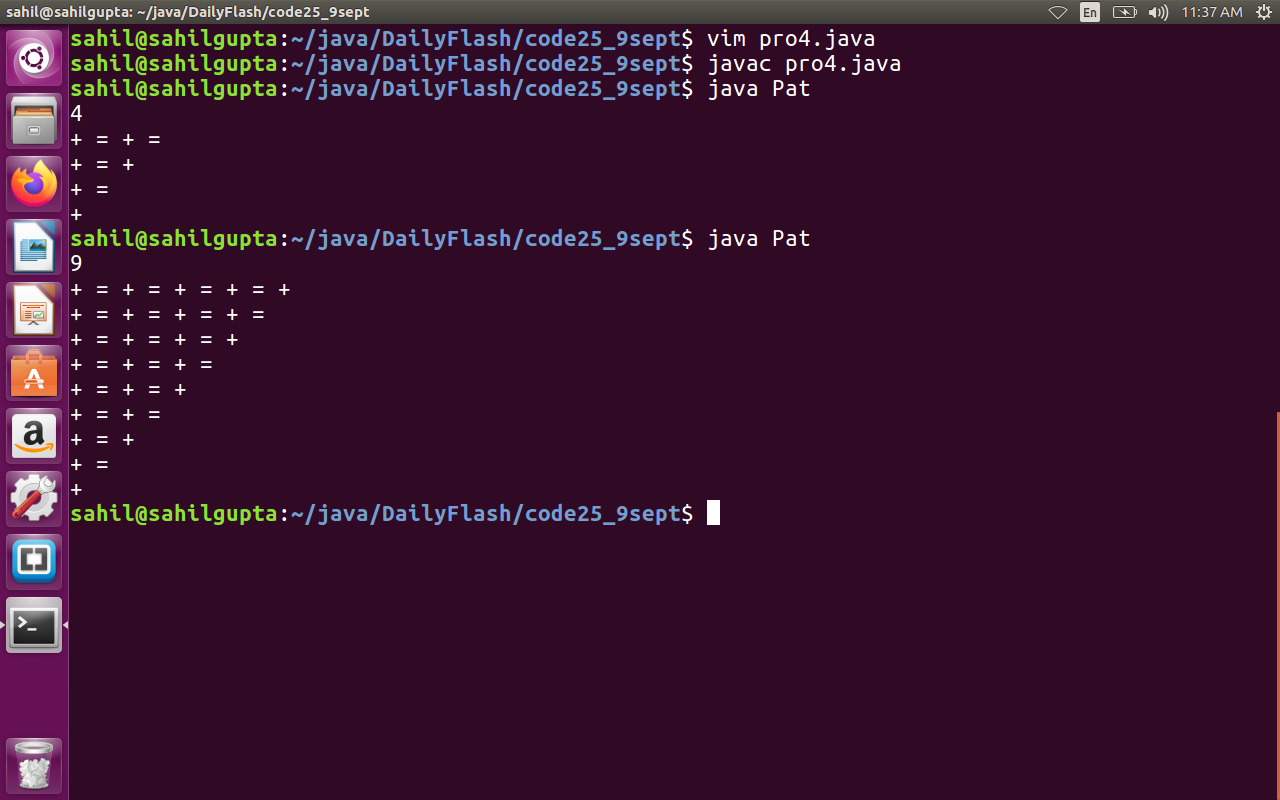 sahil@sahilgupta: ~/java/DailyFlash/code25_9sept En 11:37 AM
sahil@sahilgupta:~/java/DailyFlash/code25_9sept$ vim pro4.java
sahil@sahilgupta:~/java/DailyFlash/code25_9sept$ javac pro4.java
sahil@sahilgupta:~/java/DailyFlash/code25_9sept$ java Pat
4
+ = + =
+ = +
+ =
+
sahil@sahilgupta:~/java/DailyFlash/code25_9sept$ java Pat
9
+ = + = + = + = +
+ = + = + = + =
+ = + = + = +
+ = + = + =
+ = + = +
+ = + =
+ = +
+ =
+
sahil@sahilgupta:~/java/DailyFlash/code25_9sept$